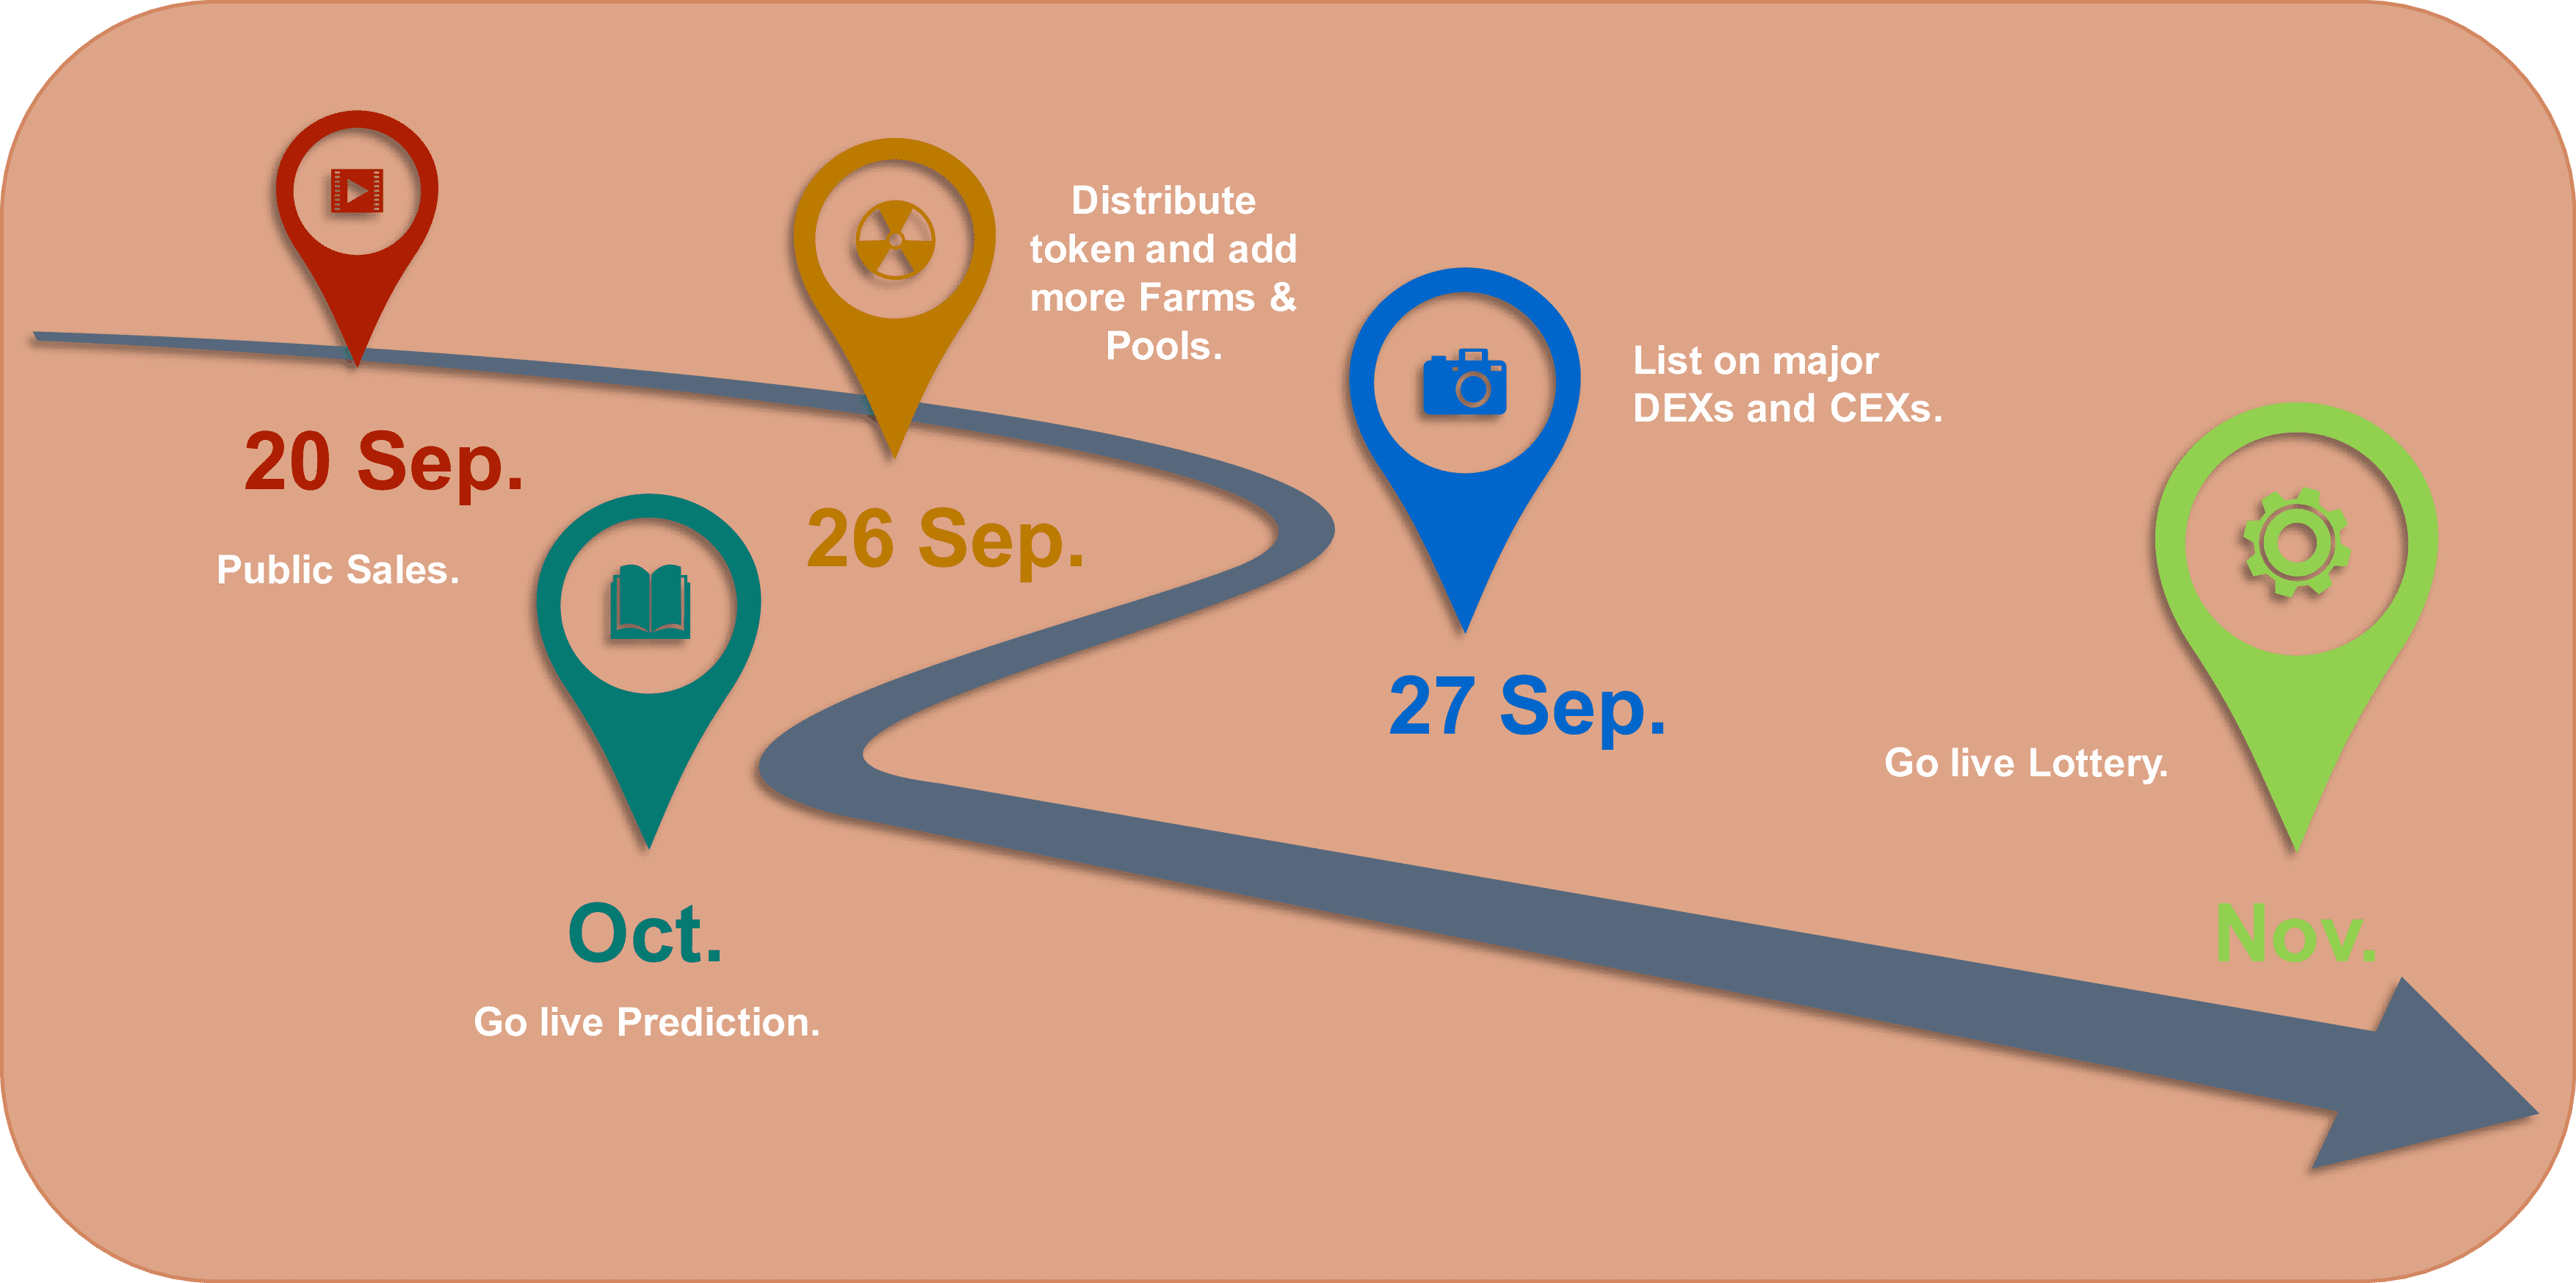 20 Sep.
Public Sales.
Distribute
token and add
more Farms &
Pools.
26 Sep.
List on major
DEXs and CEXs.
27 Sep.
Oct.
Go live Prediction.
Go live Lottery.
Nov.